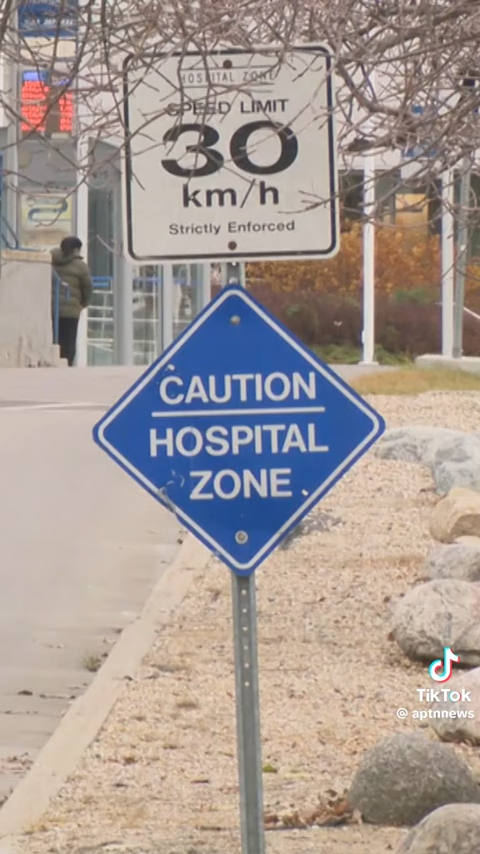 HOSPITAL ZONE
SPEED LIMIT
30
km/h
Strictly Enforced
CAUTION
HOSPITAL
ZONE
TikTok
@ aptnnews